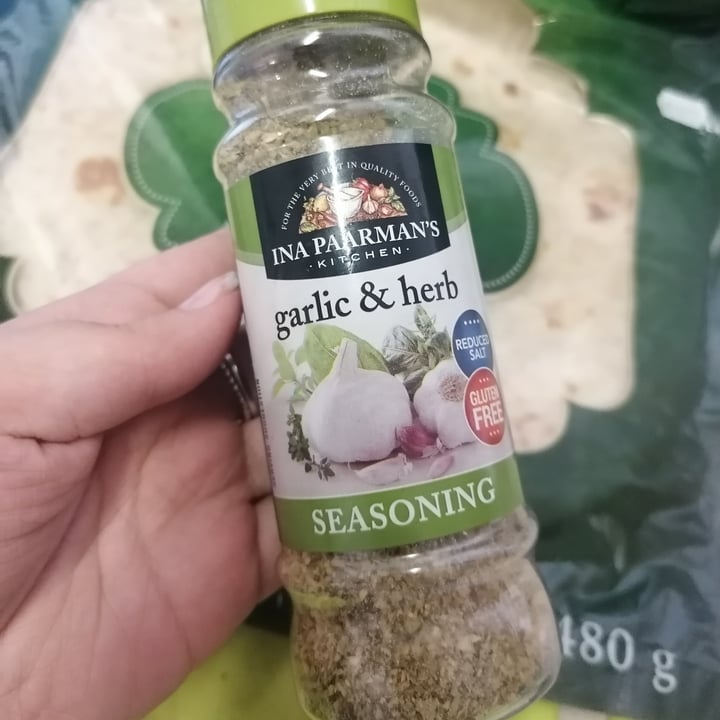 FOR THE VERY BEST IN QUALITY FOODS
INA PAARMAN'S
· KITCHEN ·
garlic & herb
REDUCED
SALT
GLUTEN
FREE
SEASONING
480 g